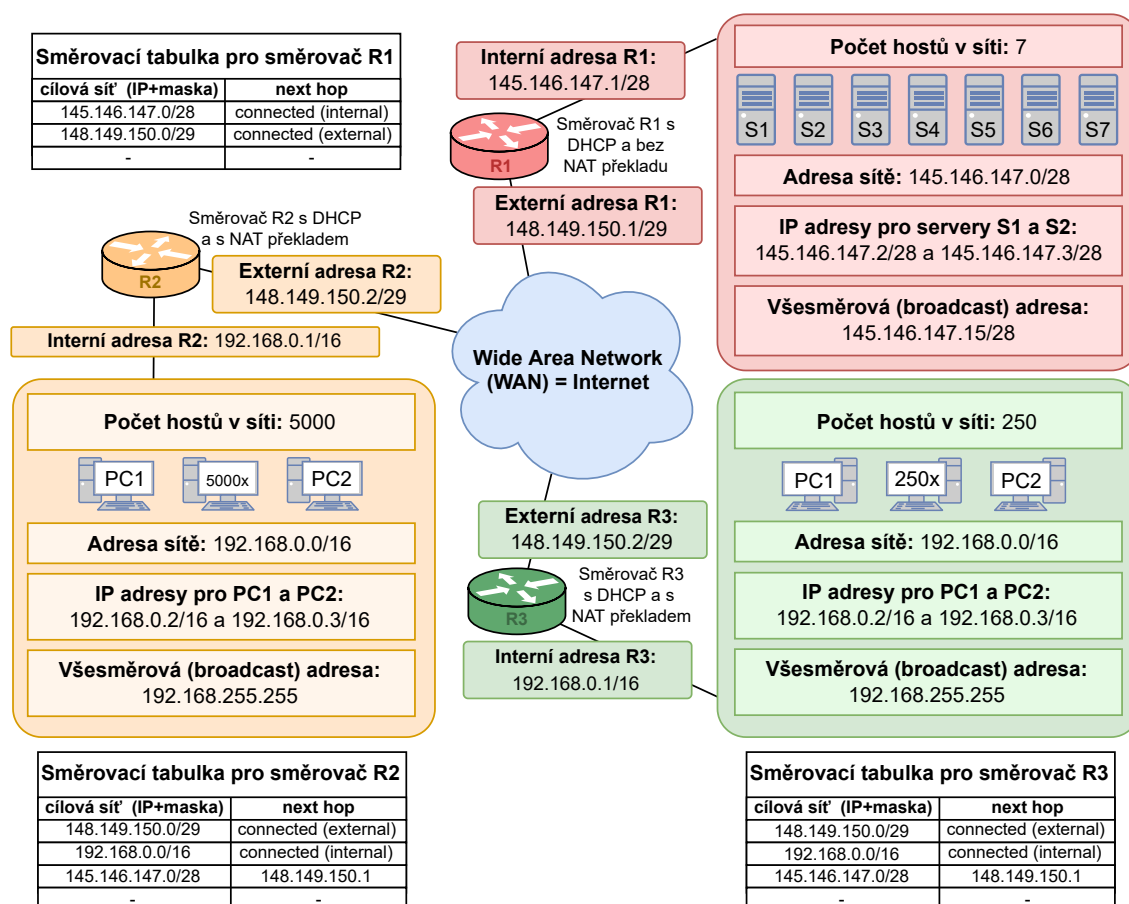 Směrovací tabulka pro směrovač R1
cílová síť (IP+maska) next hop
145.146.147.0/28 connected (internal)
148.149.150.0/29 connected (external)
- -
Interní adresa R1:
145.146.147.1/28
Směrovač R1 s
DHCP a bez
NAT překladu
R1
Externí adresa R1:
148.149.150.1/29
Počet hostů v síti: 7
S1 S2 S3 S4 S5 S6 S7
Adresa sítě: 145.146.147.0/28
IP adresy pro servery S1 a S2:
145.146.147.2/28 a 145.146.147.3/28
Všesměrová (broadcast) adresa:
145.146.147.15/28
Směrovač R2 s DHCP
a s NAT překladem
R2
Externí adresa R2:
148.149.150.2/29
Interní adresa R2: 192.168.0.1/16
Wide Area Network
(WAN) = Internet
Počet hostů v síti: 5000
PC1 5000x PC2
Adresa sítě: 192.168.0.0/16
IP adresy pro PC1 a PC2:
192.168.0.2/16 a 192.168.0.3/16
Všesměrová (broadcast) adresa:
192.168.255.255
Externí adresa R3:
148.149.150.2/29
Směrovač R3
s DHCP a s
NAT překladem
R3
Interní adresa R3:
192.168.0.1/16
Počet hostů v síti: 250
PC1 250x PC2
Adresa sítě: 192.168.0.0/16
IP adresy pro PC1 a PC2:
192.168.0.2/16 a 192.168.0.3/16
Všesměrová (broadcast) adresa:
192.168.255.255
Směrovací tabulka pro směrovač R2
cílová síť (IP+maska) next hop
148.149.150.0/29 connected (external)
192.168.0.0/16 connected (internal)
145.146.147.0/28 148.149.150.1
- -
Směrovací tabulka pro směrovač R3
cílová síť (IP+maska) next hop
148.149.150.0/29 connected (external)
192.168.0.0/16 connected (internal)
145.146.147.0/28 148.149.150.1
- -